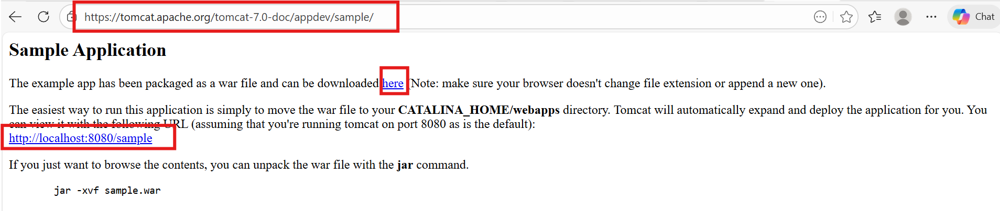 https://tomcat.apache.org/tomcat-7.0-doc/appdev/sample/
Chat
Sample Application
The example app has been packaged as a war file and can be downloaded here (Note: make sure your browser doesn't change file extension or append a new one).
The easiest way to run this application is simply to move the war file to your CATALINA_HOME/webapps directory. Tomcat will automatically expand and deploy the application for you. You
can view it with the following URL (assuming that you're running tomcat on port 8080 as is the default):
http://localhost:8080/sample
If you just want to browse the contents, you can unpack the war file with the jar command.
jar -xvf sample.war